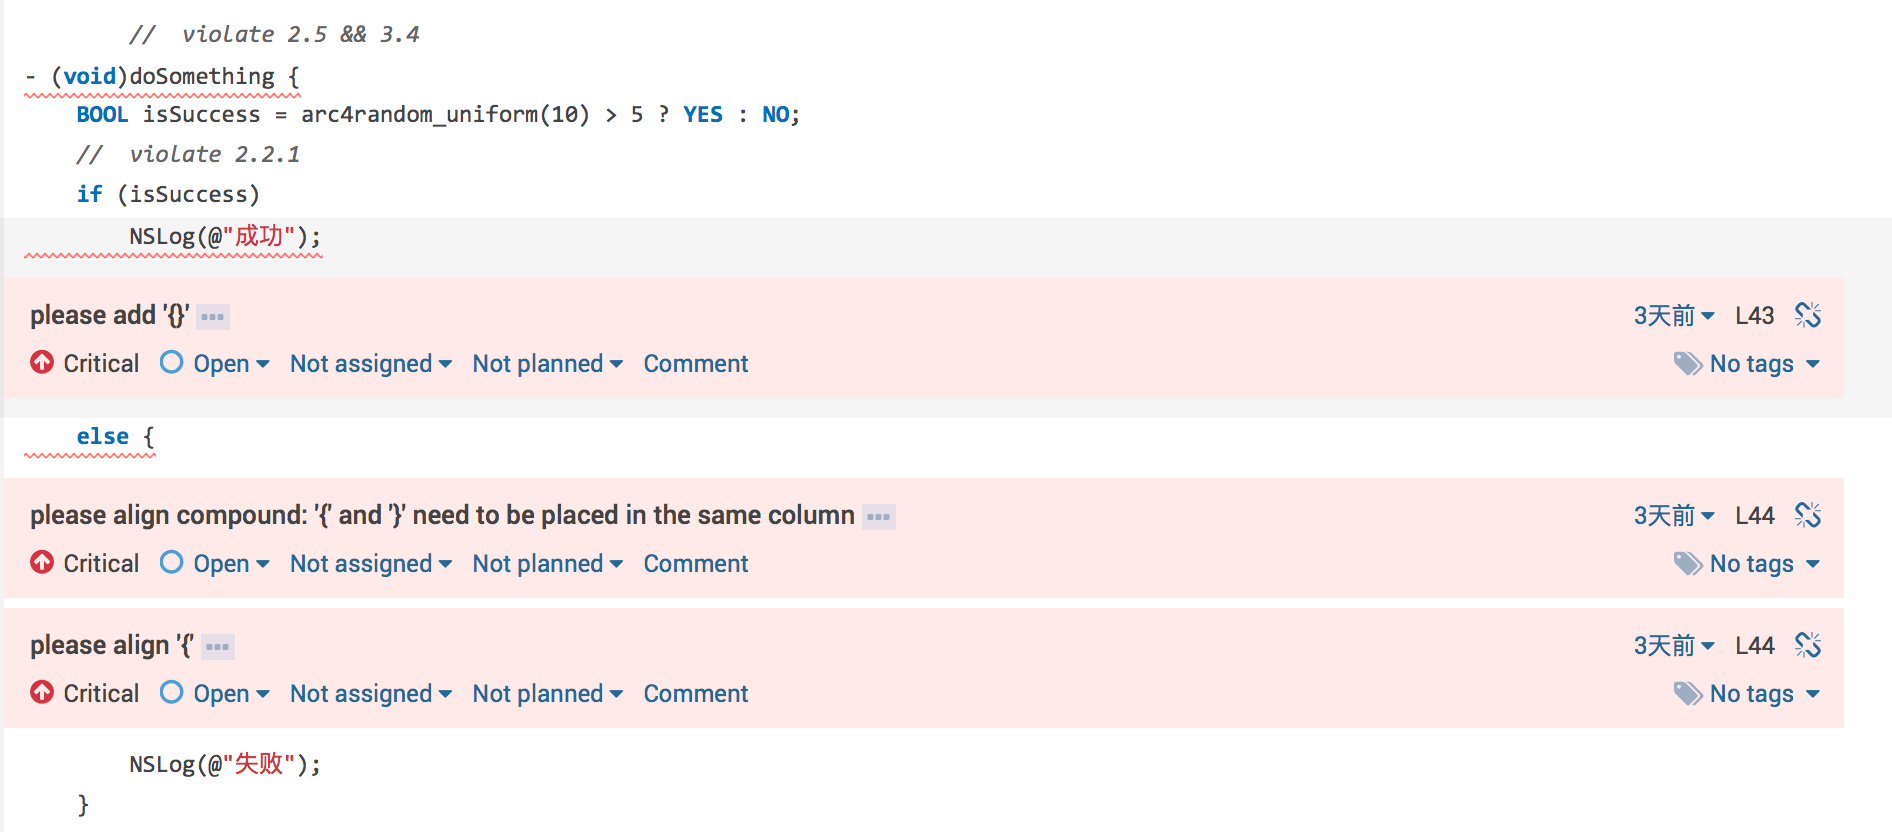 // violate 2.5 && 3.4
- (void)doSomething {
BOOL isSuccess = arc4random_uniform(10) > 5 ? YES : NO;
// violate 2.2.1
if (isSuccess)
NSLog(@"成功");
please add '{}' ...
3天前 L43
Critical Open Not assigned Not planned Comment
No tags
else {
please align compound: '{' and '}' need to be placed in the same column ...
3天前 L44
Critical Open Not assigned Not planned Comment
No tags
please align '{' ...
3天前 L44
Critical Open Not assigned Not planned Comment
No tags
NSLog(@"失败");
}